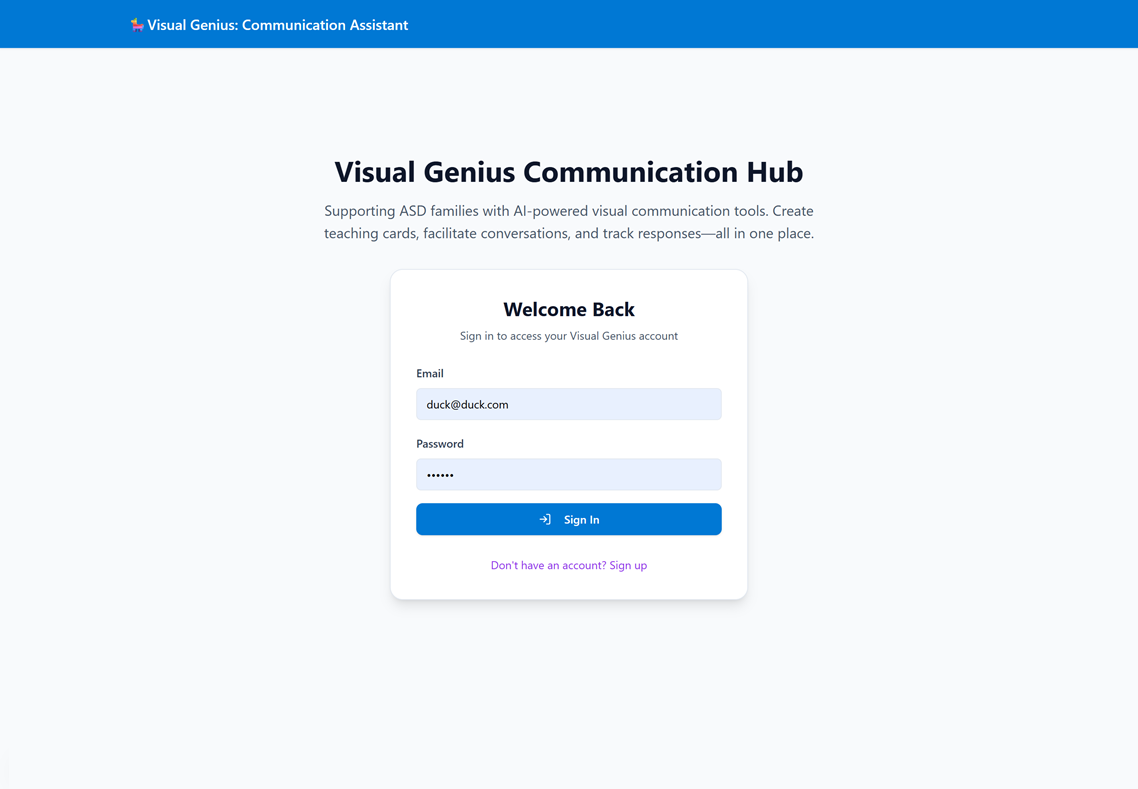 Visual Genius: Communication Assistant
Visual Genius Communication Hub
Supporting ASD families with AI-powered visual communication tools. Create
teaching cards, facilitate conversations, and track responses—all in one place.
Welcome Back
Sign in to access your Visual Genius account
Email
duck@duck.com
Password
••••••
Sign In
Don't have an account? Sign up